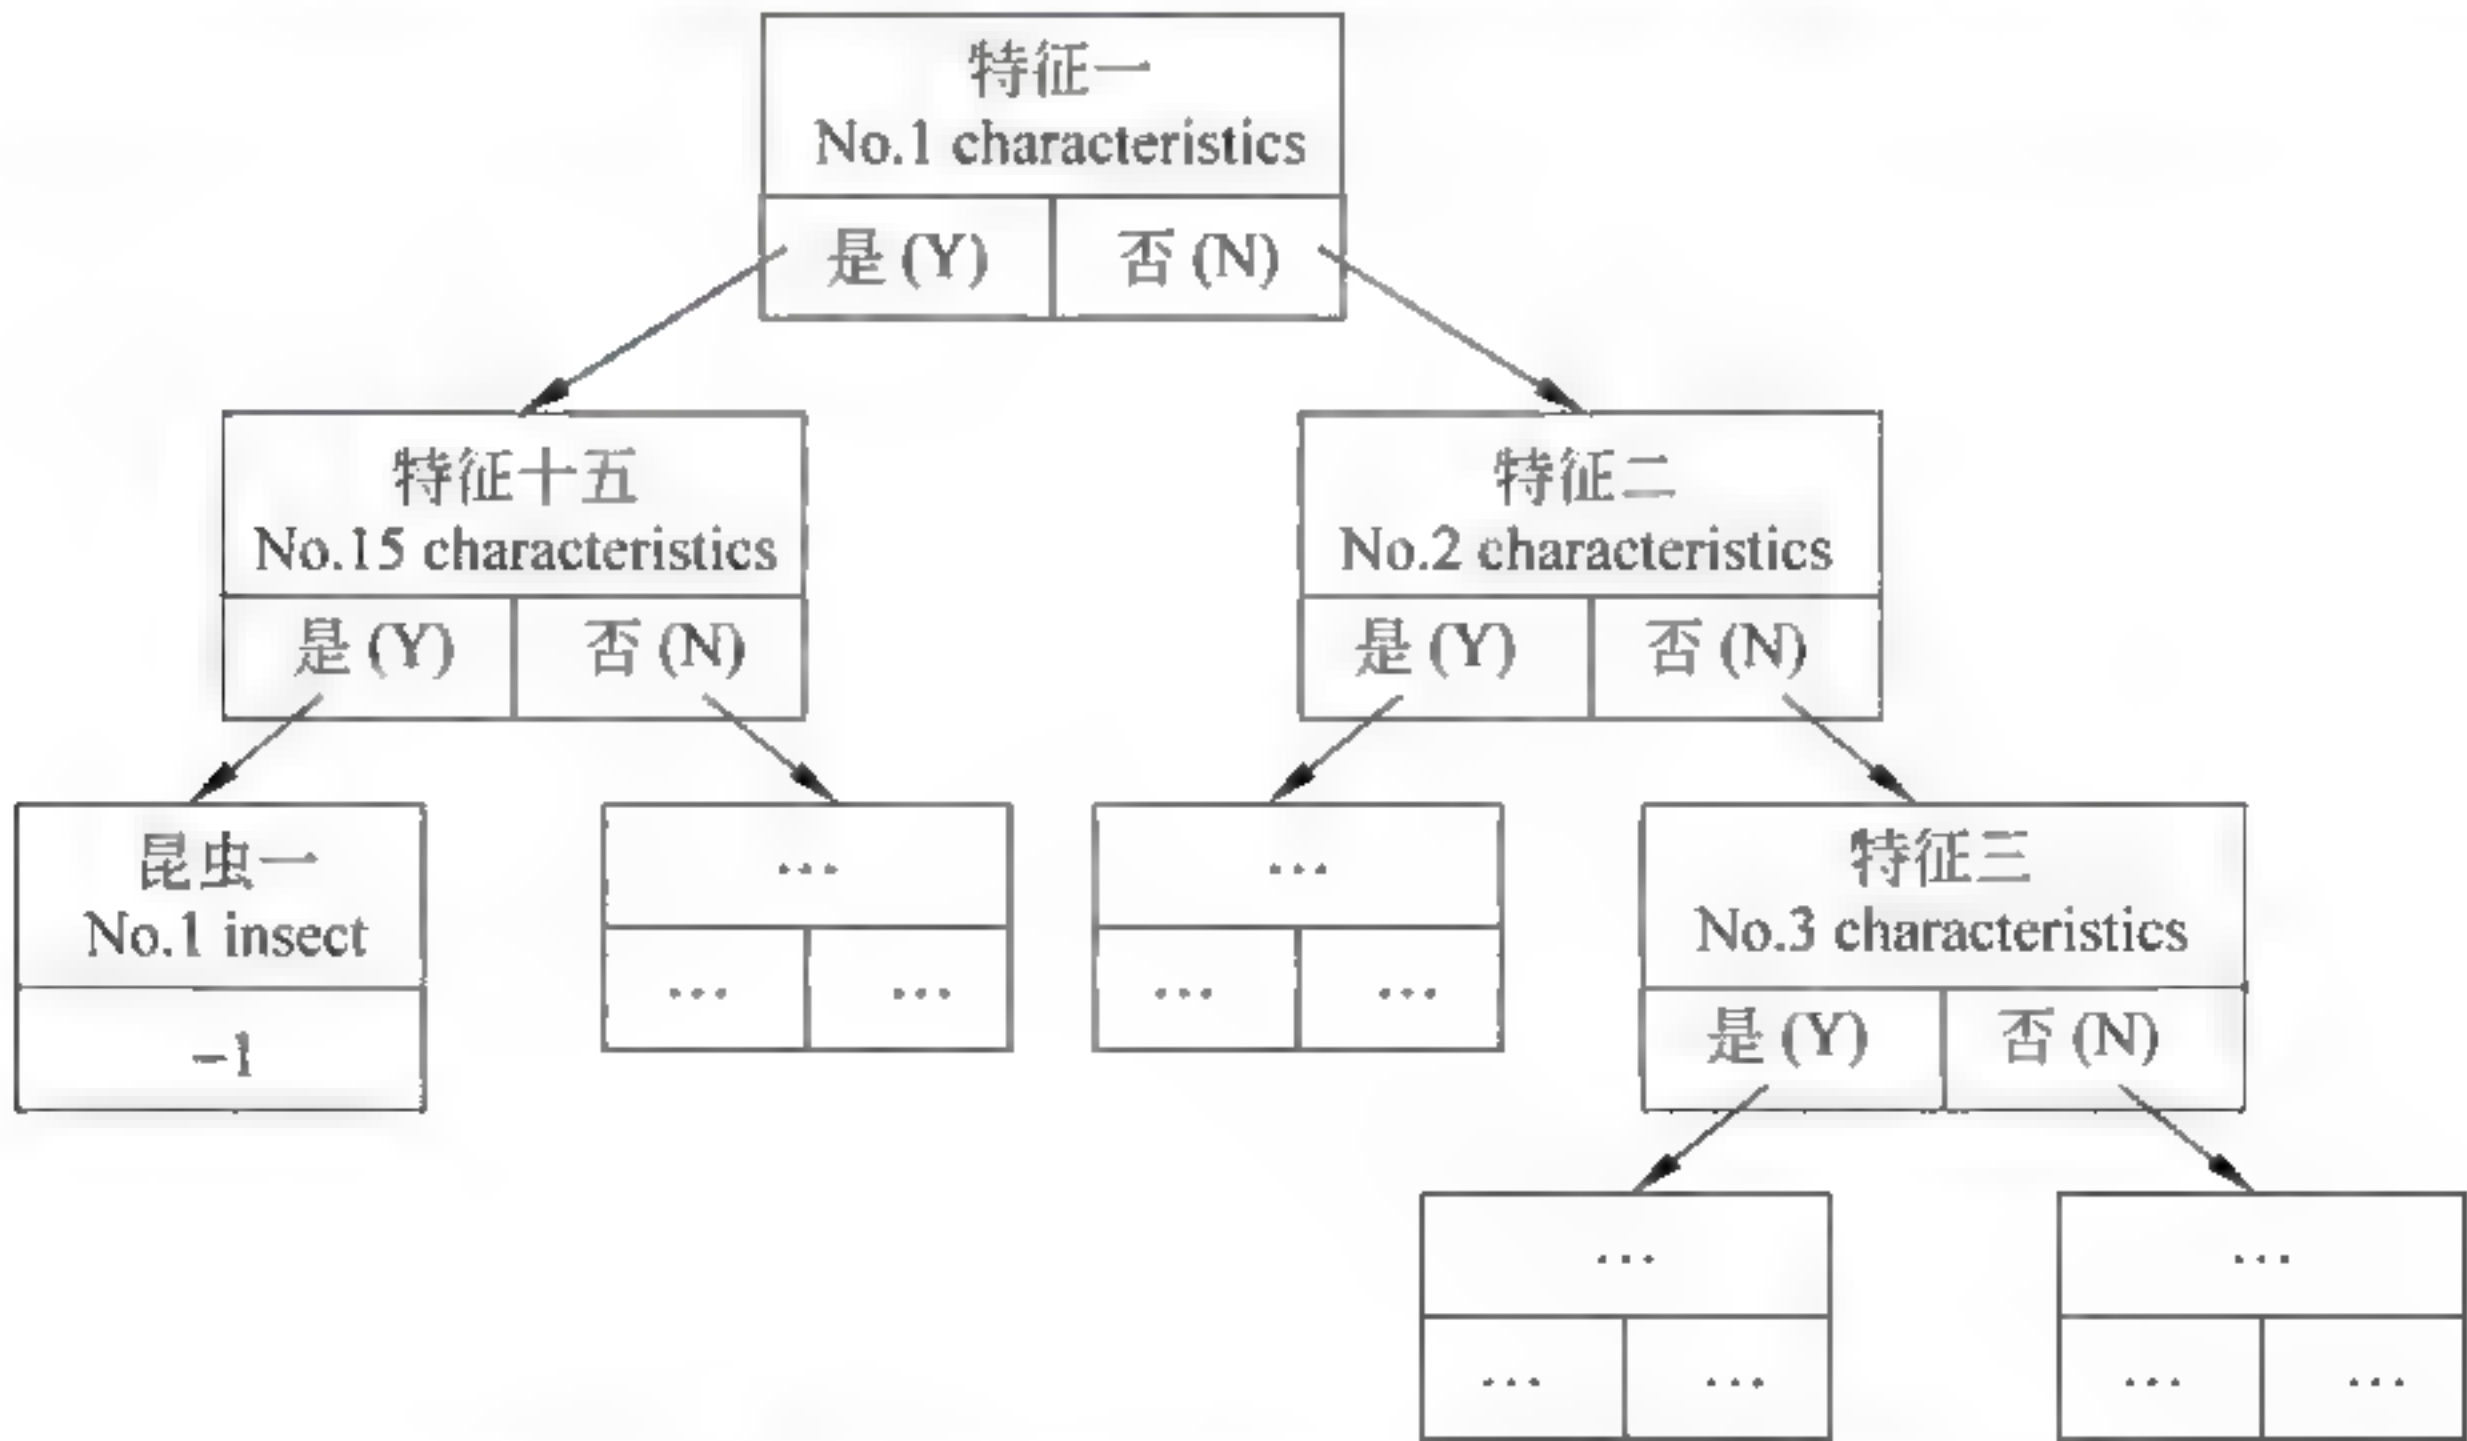 特征一
No.1 characteristics
是 (Y) 否 (N)
特征十五
No.15 characteristics
是 (Y) 否 (N)
特征二
No.2 characteristics
是 (Y) 否 (N)
昆虫一
No.1 insect
-1
…
… …
…
… …
特征三
No.3 characteristics
是 (Y) 否 (N)
…
… …
…
… …